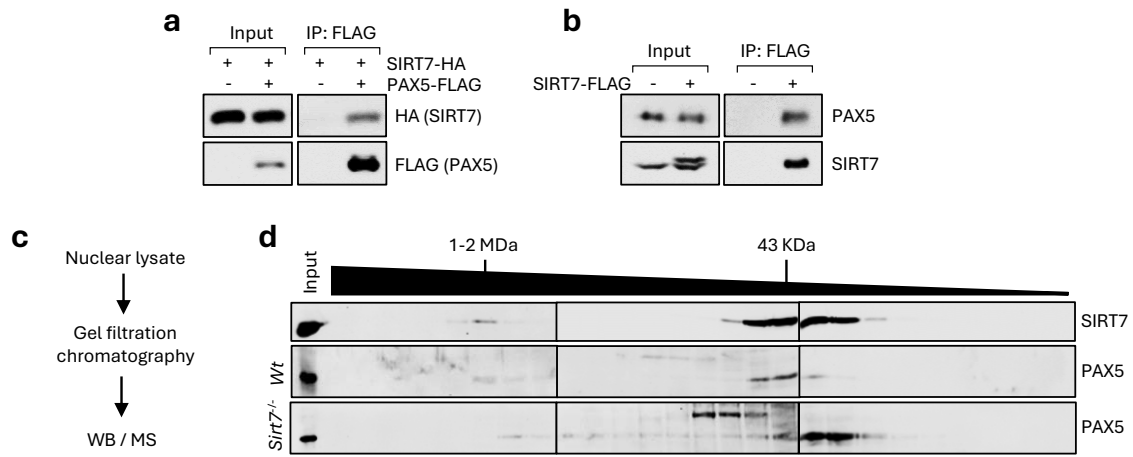 a
Input IP: FLAG
+ + + + SIRT7-HA
- + - + PAX5-FLAG
HA (SIRT7)
FLAG (PAX5)
b
Input IP: FLAG
SIRT7-FLAG - + - +
PAX5
SIRT7
c
Nuclear lysate
Gel filtration
chromatography
WB / MS
d
Input
1-2 MDa 43 KDa
SIRT7
Wt PAX5
Sirt7-/- PAX5